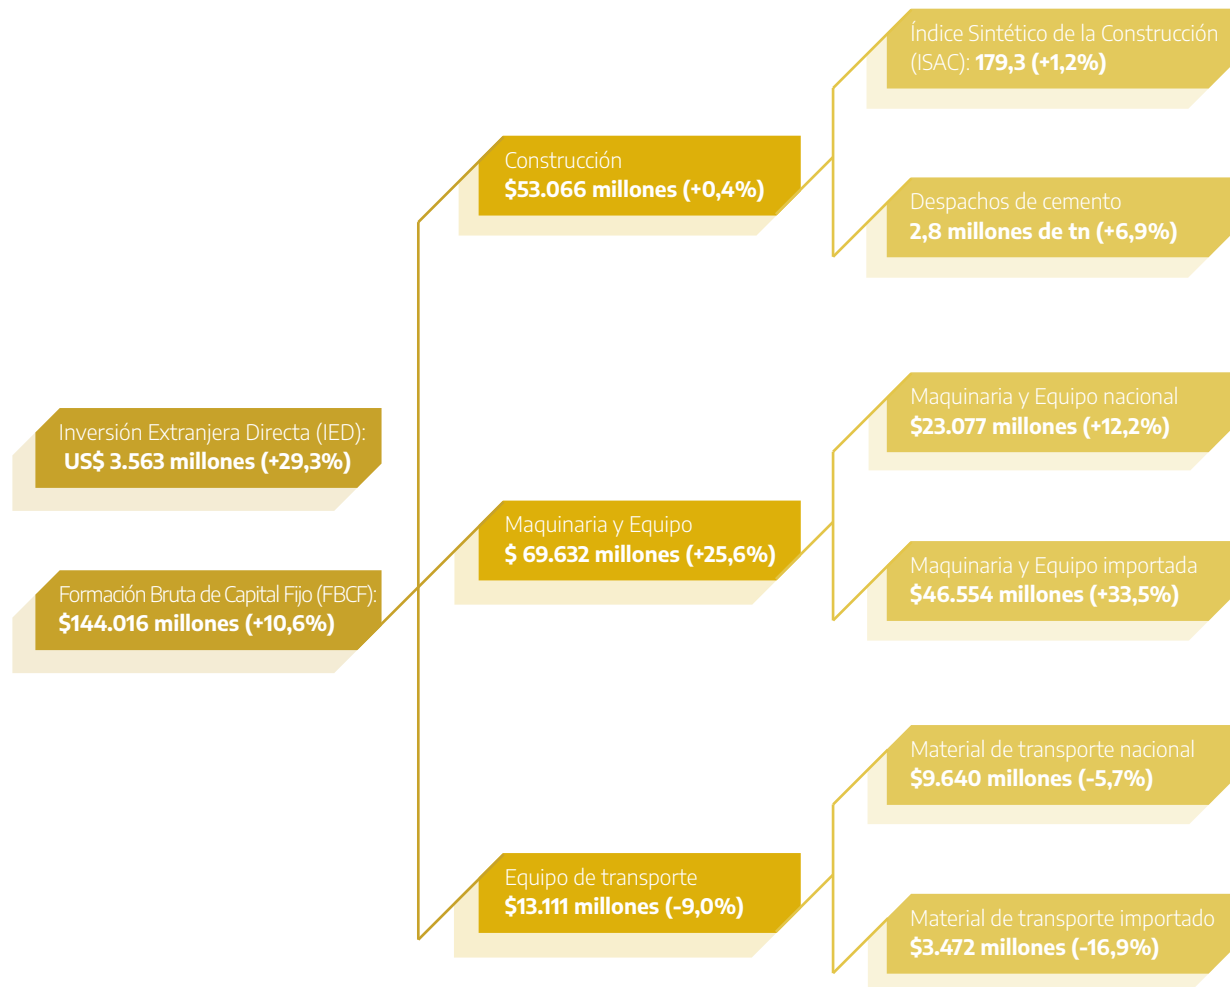 Inversión Extranjera Directa (IED):
US$ 3.563 millones (+29,3%)
Formación Bruta de Capital Fijo (FBCF):
$144.016 millones (+10,6%)
Construcción
$53.066 millones (+0,4%)
Índice Sintético de la Construcción
(ISAC): 179,3 (+1,2%)
Despachos de cemento
2,8 millones de tn (+6,9%)
Maquinaria y Equipo
$ 69.632 millones (+25,6%)
Maquinaria y Equipo nacional
$23.077 millones (+12,2%)
Maquinaria y Equipo importada
$46.554 millones (+33,5%)
Equipo de transporte
$13.111 millones (-9,0%)
Material de transporte nacional
$9.640 millones (-5,7%)
Material de transporte importado
$3.472 millones (-16,9%)